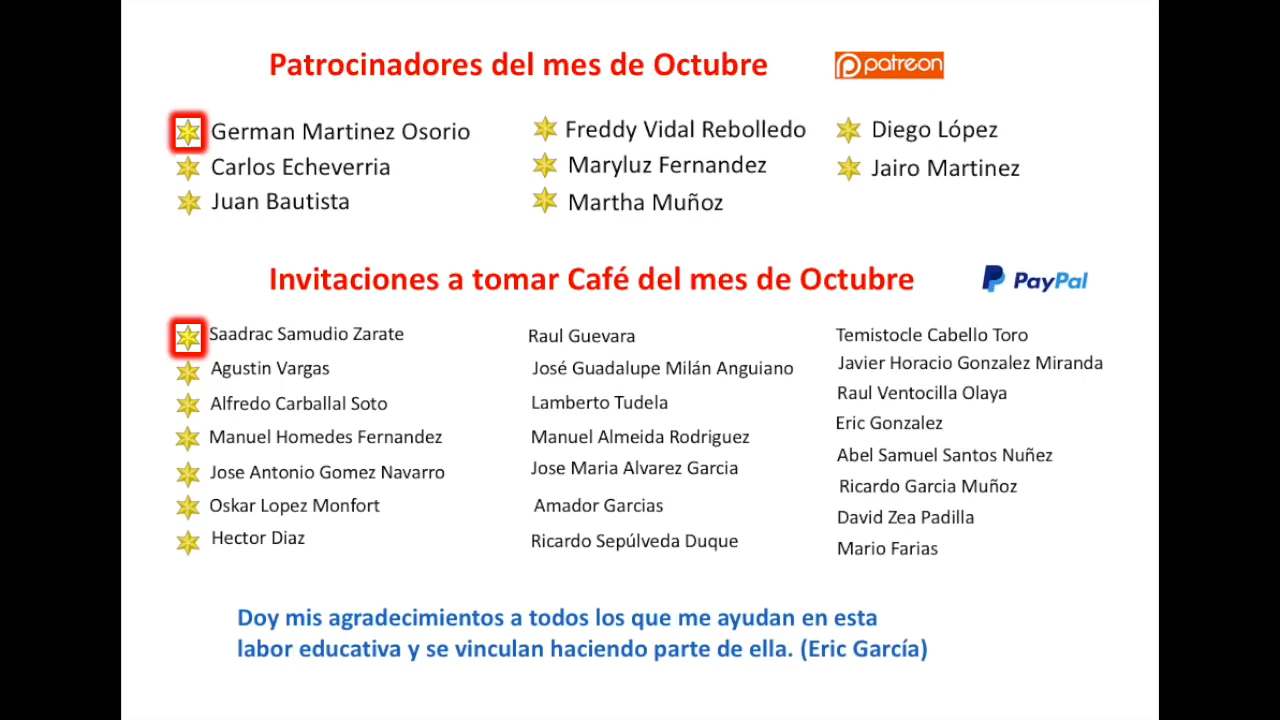 Patrocinadores del mes de Octubre
patreon
German Martinez Osorio
Carlos Echeverria
Juan Bautista
Freddy Vidal Rebolledo
Maryluz Fernandez
Martha Muñoz
Diego López
Jairo Martinez
Invitaciones a tomar Café del mes de Octubre
PayPal
Saadrac Samudio Zarate
Agustin Vargas
Alfredo Carballal Soto
Manuel Homedes Fernandez
Jose Antonio Gomez Navarro
Oskar Lopez Monfort
Hector Diaz
Raul Guevara
José Guadalupe Milán Anguiano
Lamberto Tudela
Manuel Almeida Rodriguez
Jose Maria Alvarez Garcia
Amador Garcias
Ricardo Sepúlveda Duque
Temistocle Cabello Toro
Javier Horacio Gonzalez Miranda
Raul Ventocilla Olaya
Eric Gonzalez
Abel Samuel Santos Nuñez
Ricardo Garcia Muñoz
David Zea Padilla
Mario Farias
Doy mis agradecimientos a todos los que me ayudan en esta
labor educativa y se vinculan haciendo parte de ella. (Eric García)